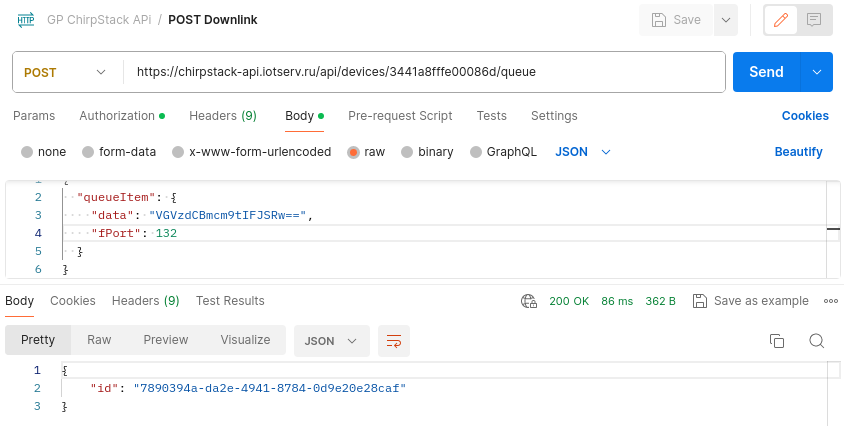 HTTP GP ChirpStack APi / POST Downlink Save
POST https://chirpstack-api.iotserv.ru/api/devices/3441a8fffe00086d/queue Send
Params Authorization Headers (9) Body Pre-request Script Tests Settings Cookies
none form-data x-www-form-urlencoded raw binary GraphQL JSON Beautify
1 {
2 "queueItem": {
3 "data": "VGVzdCBmcm9tIFJSRw==",
4 "fPort": 132
5 }
6 }
Body Cookies Headers (9) Test Results 200 OK 86 ms 362 B Save as example
Pretty Raw Preview Visualize JSON
1 {
2 "id": "7890394a-da2e-4941-8784-0d9e20e28caf"
3 }